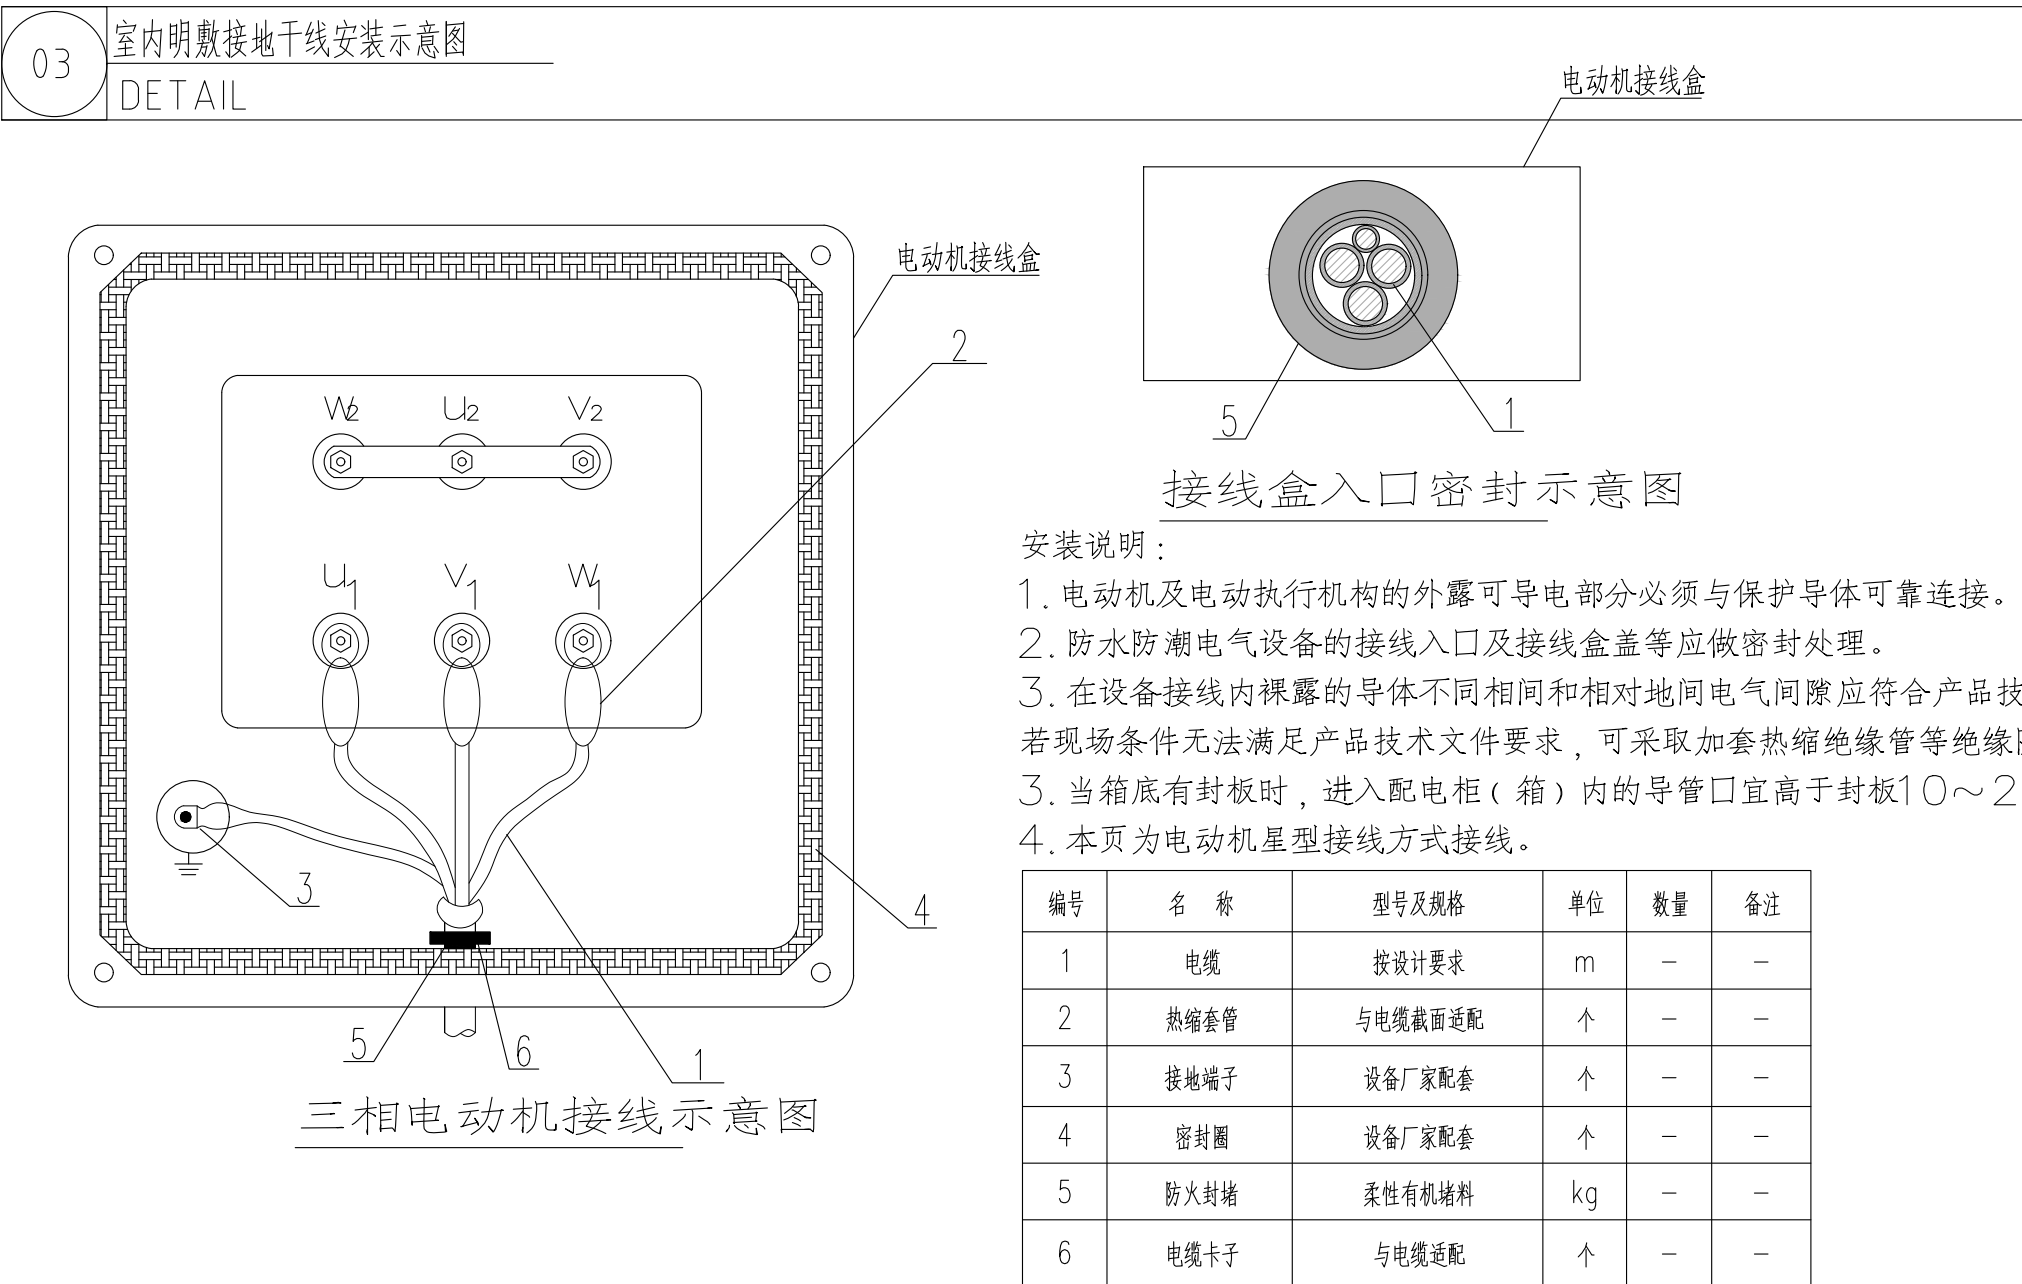 03
室内明敷接地干线安装示意图
DETAIL
电动机接线盒
5
1
接线盒入口密封示意图
电动机接线盒
2
W2
U2
V2
U1
V1
W1
3
4
5
6
1
三相电动机接线示意图
安装说明:
1. 电动机及电动执行机构的外露可导电部分必须与保护导体可靠连接。
2. 防水防潮电气设备的接线入口及接线盒盖等应做密封处理。
3. 在设备接线内裸露的导体不同相间和相对地间电气间隙应符合产品技
若现场条件无法满足产品技术文件要求,可采取加套热缩绝缘管等绝缘
3. 当箱底有封板时,进入配电柜(箱)内的导管口宜高于封板10~2
4. 本页为电动机星型接线方式接线。
编号 名称 型号及规格 单位 数量 备注
1 电缆 按设计要求 m — —
2 热缩套管 与电缆截面适配 个 — —
3 接地端子 设备厂家配套 个 — —
4 密封圈 设备厂家配套 个 — —
5 防火封堵 柔性有机堵料 kg — —
6 电缆卡子 与电缆适配 个 — —